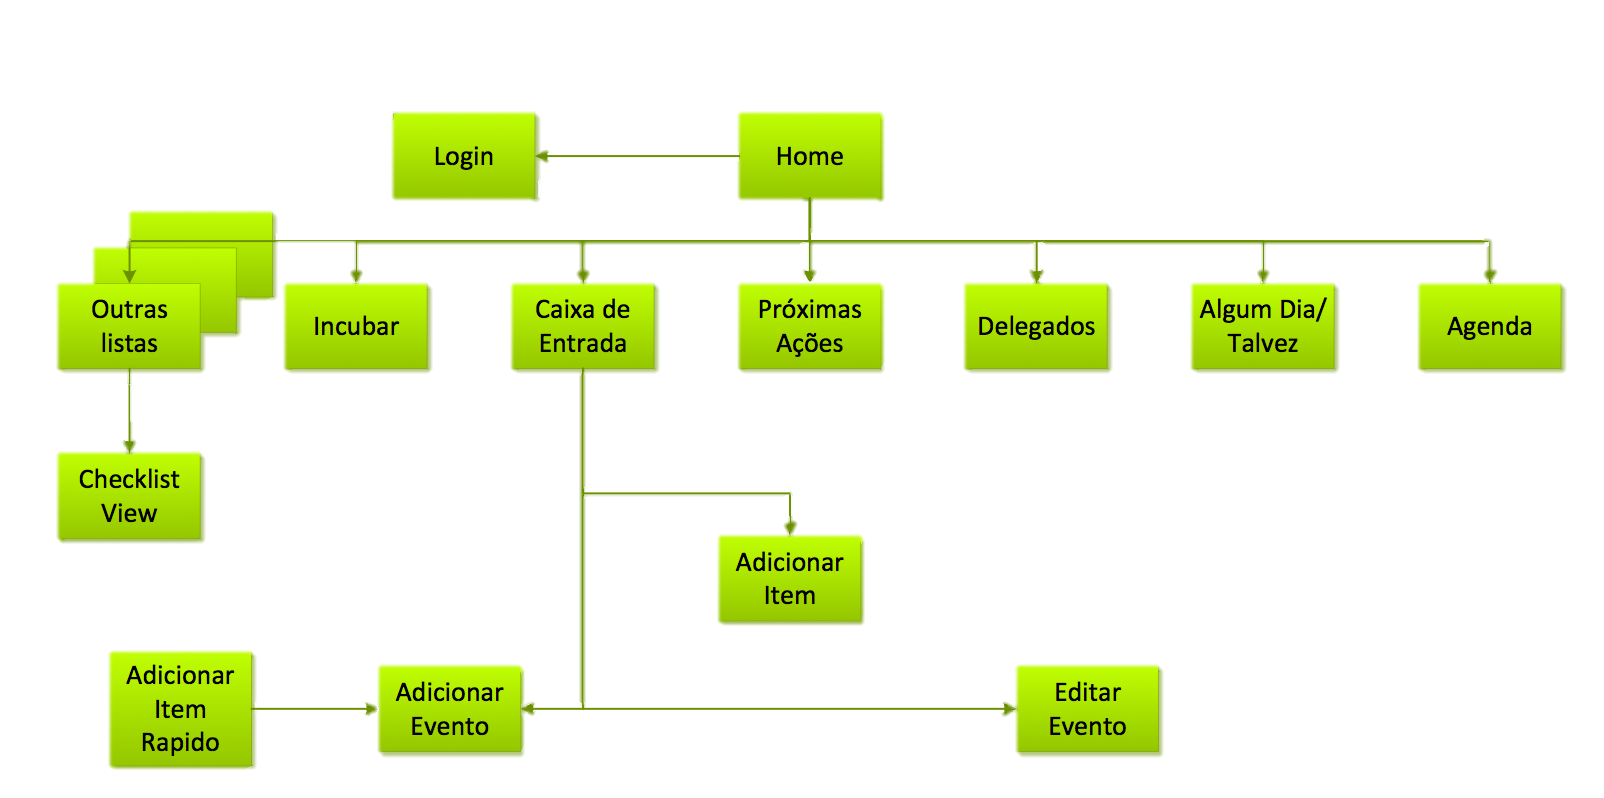 Login
Home
Outras
listas
Incubar
Caixa de
Entrada
Próximas
Ações
Delegados
Algum Dia/
Talvez
Agenda
Checklist
View
Adicionar
Item
Adicionar
Item
Rapido
Adicionar
Evento
Editar
Evento